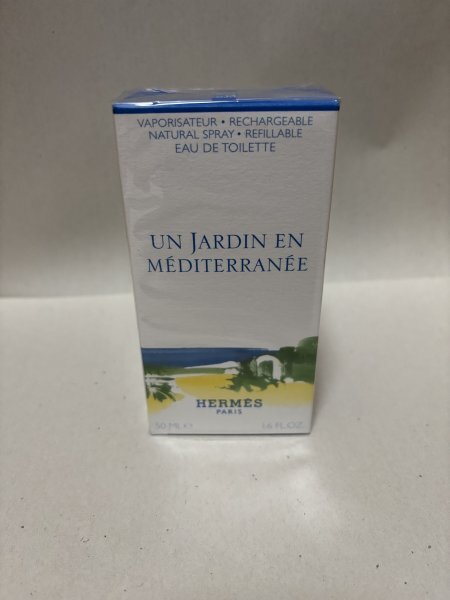 VAPORISATEUR • RECHARGEABLE
NATURAL SPRAY • REFILLABLE
EAU DE TOILETTE
UN JARDIN EN
MÉDITERRANÉE
HERMÈS
PARIS
50 ML ℮ 1.6 FL.OZ.